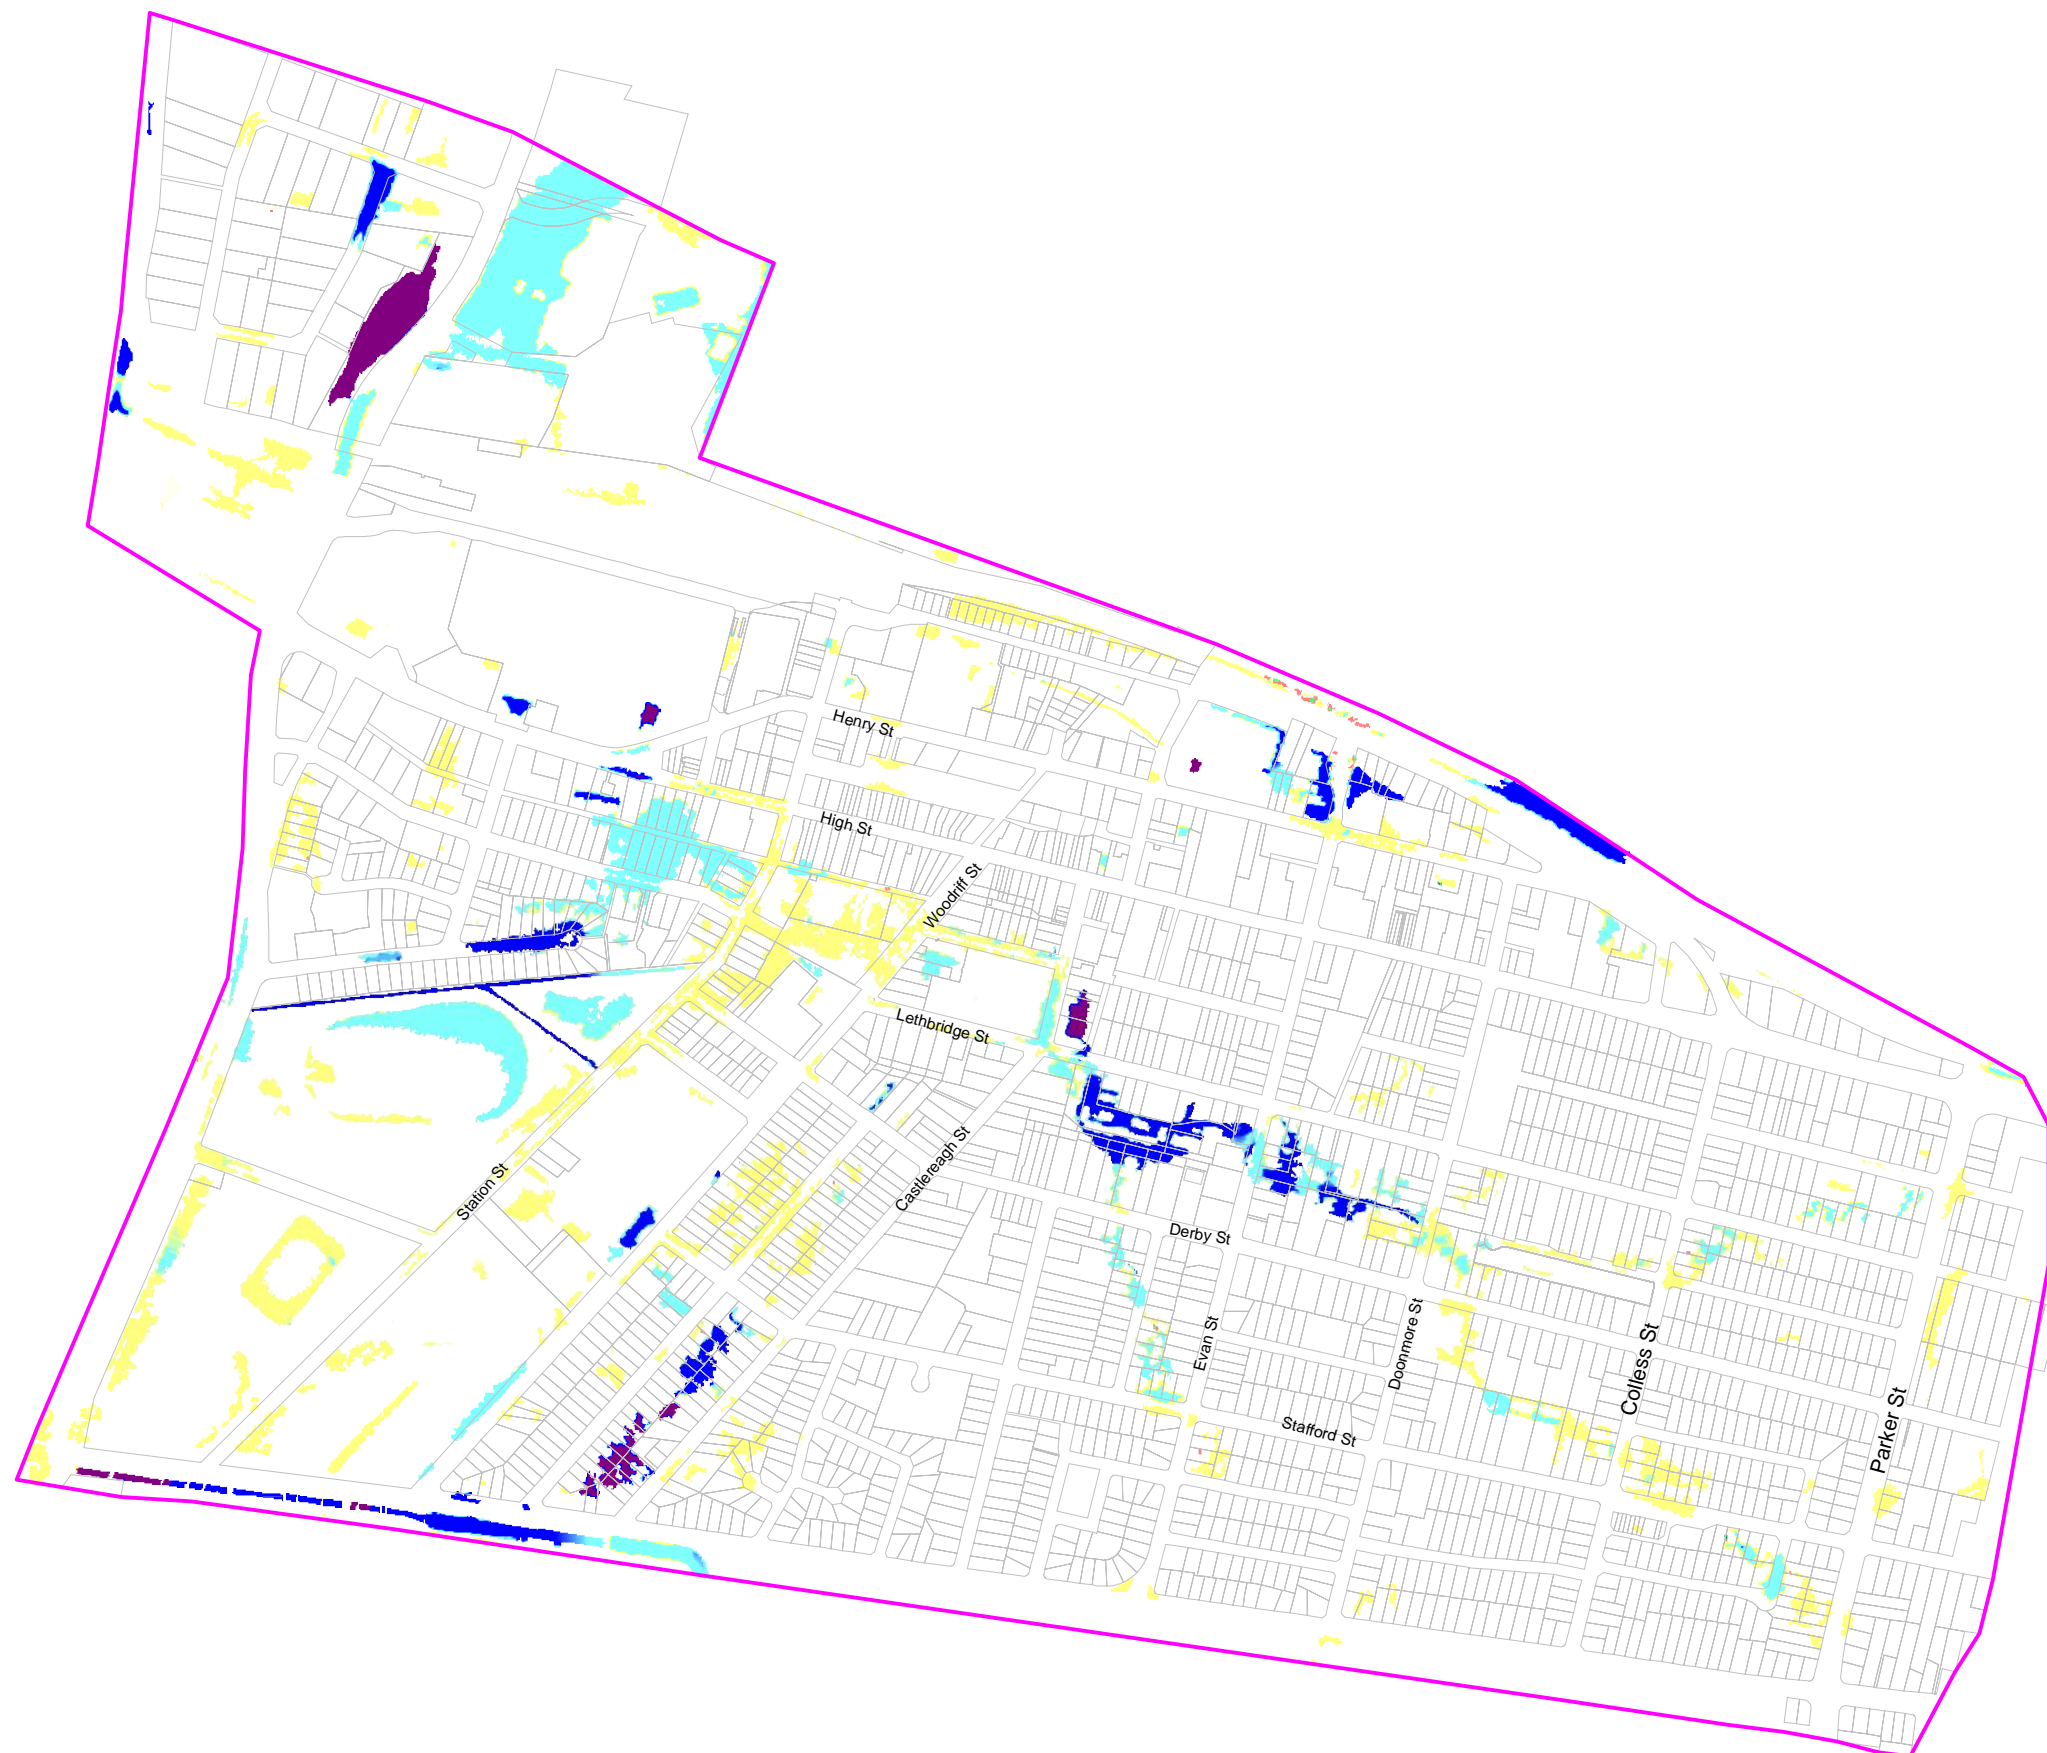 Henry St
High St
Woodriff St
Lethbridge St
Castlereagh St
Station St
Derby St
Evan St
Doonmore St
Colless St
Parker St
Stafford St